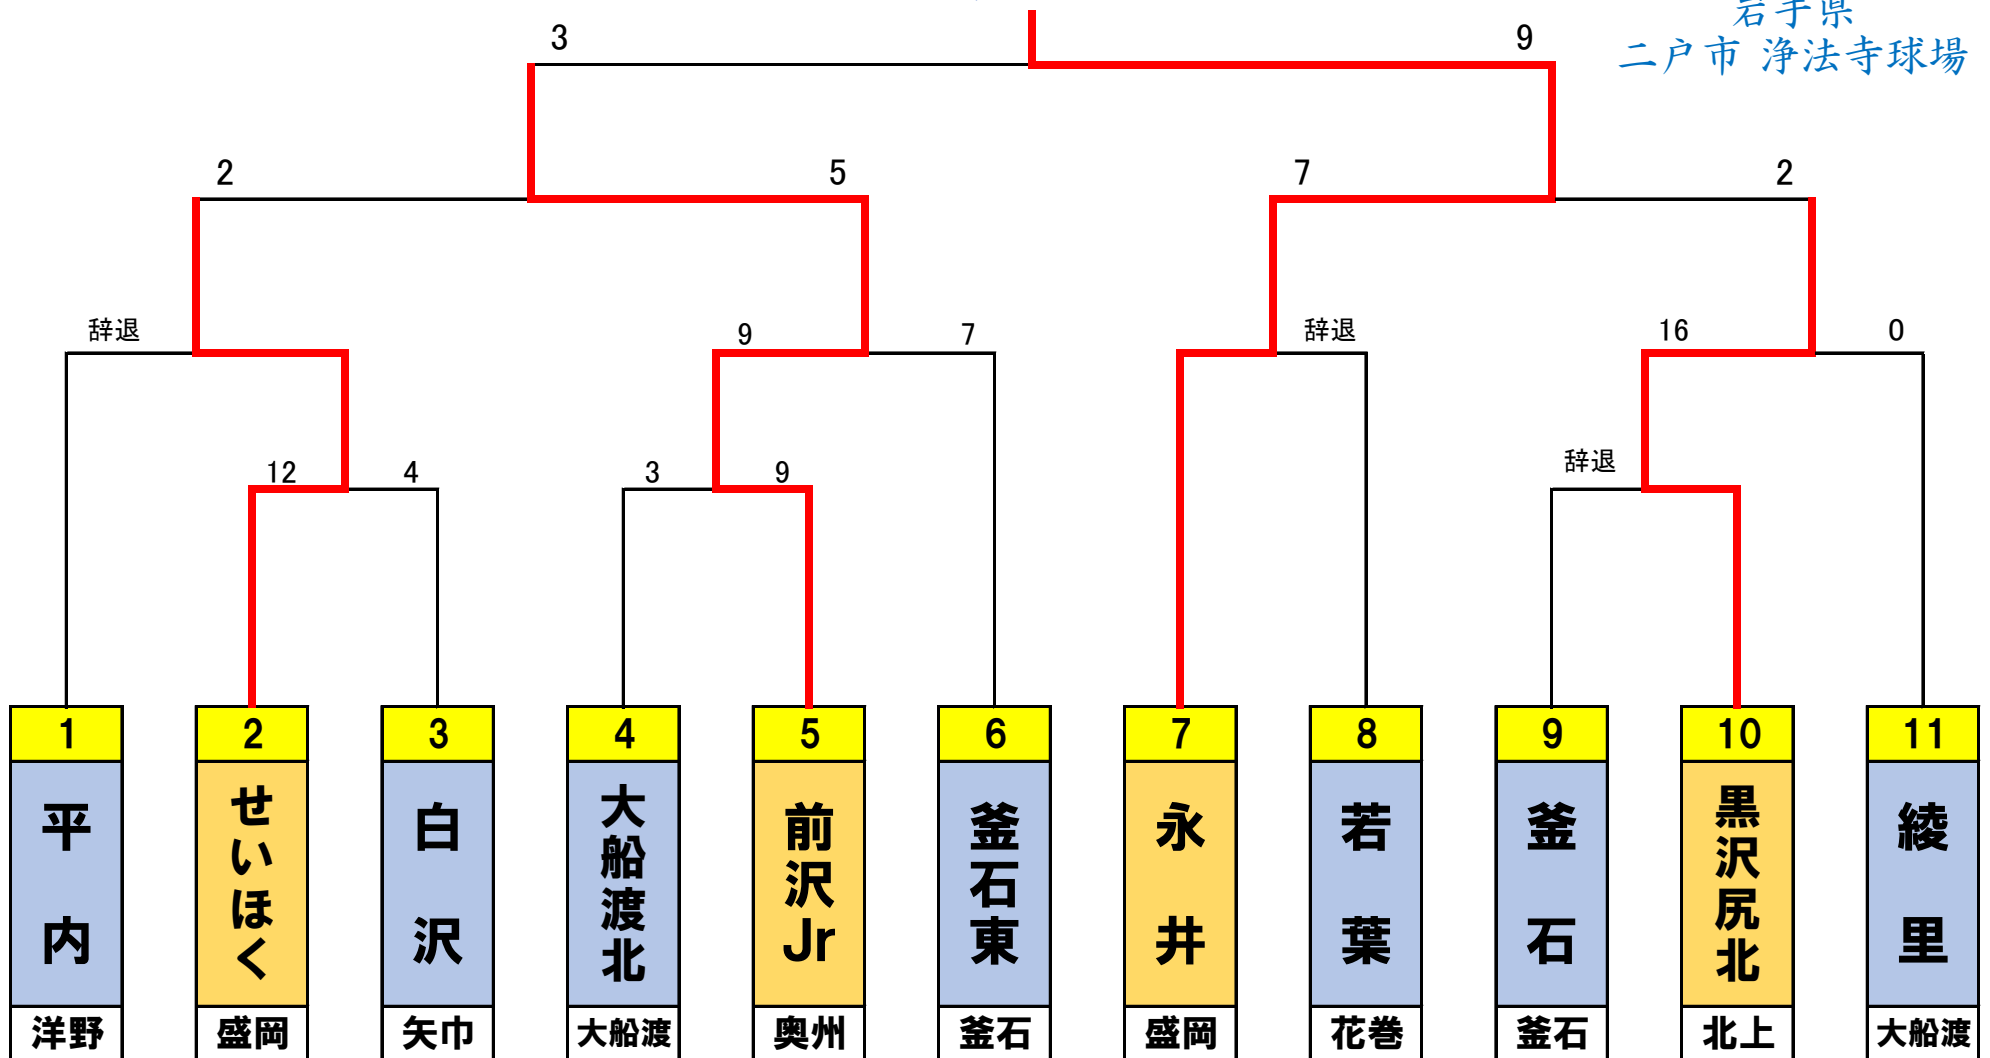 岩手県
二戸市 浄法寺球場
3
9
2
5
7
2
辞退
9
7
辞退
16
0
12
4
3
9
辞退
1
2
3
4
5
6
7
8
9
10
11
平内
せいほく
白沢
大船渡北
前沢Jr
釜石東
永井
若葉
釜石
黒沢尻北
綾里
洋野
盛岡
矢巾
大船渡
奥州
釜石
盛岡
花巻
釜石
北上
大船渡